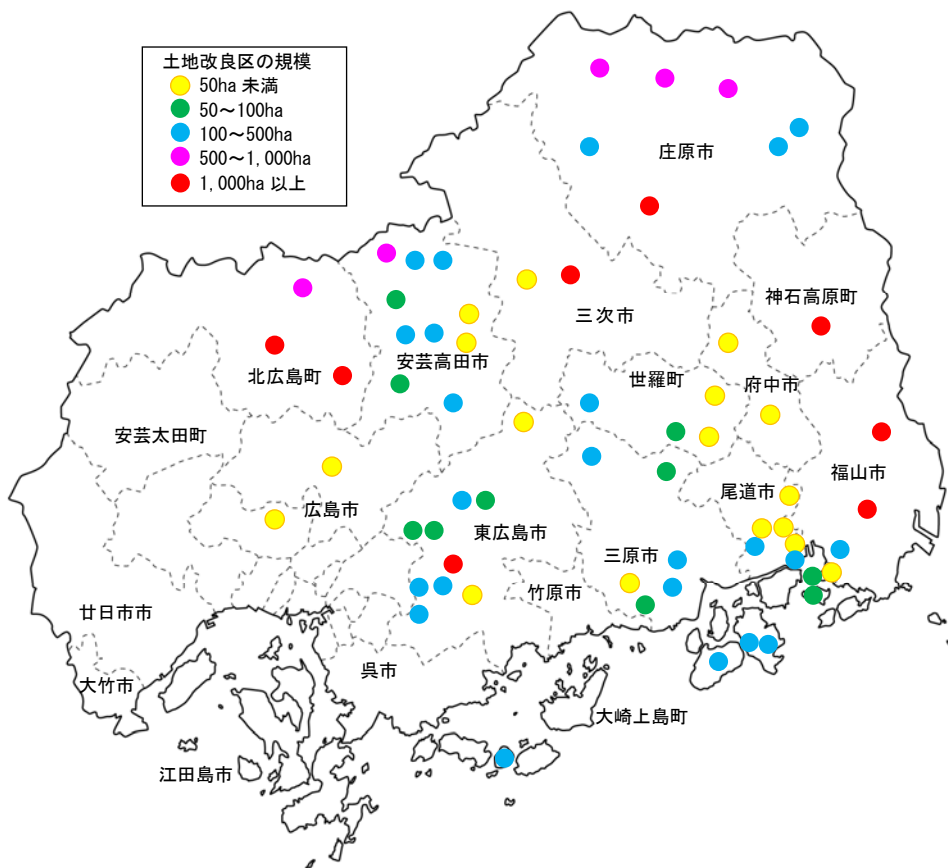 土地改良区の規模
50ha 未満
50～100ha
100～500ha
500～1,000ha
1,000ha 以上
庄原市
神石高原町
三次市
安芸高田市
北広島町
世羅町
府中市
安芸太田町
福山市
尾道市
広島市
東広島市
三原市
竹原市
廿日市市
呉市
大竹市
大崎上島町
江田島市